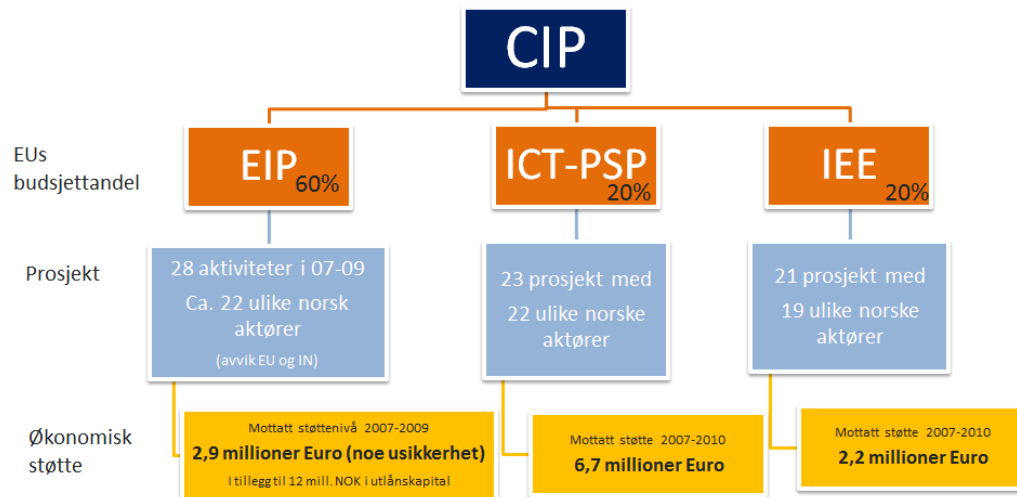 CIP
EUs
budsjettandel
EIP 60%
ICT-PSP 20%
IEE 20%
Prosjekt
28 aktiviteter i 07-09
Ca. 22 ulike norsk
aktører
(avvik EU og IN)
23 prosjekt med
22 ulike norske
aktører
21 prosjekt med
19 ulike norske
aktører
Økonomisk
støtte
Mottatt støttenivå 2007-2009
2,9 millioner Euro (noe usikkerhet)
I tillegg til 12 mill. NOK i utlånskapital
Mottatt støtte 2007-2010
6,7 millioner Euro
Mottatt støtte 2007-2010
2,2 millioner Euro